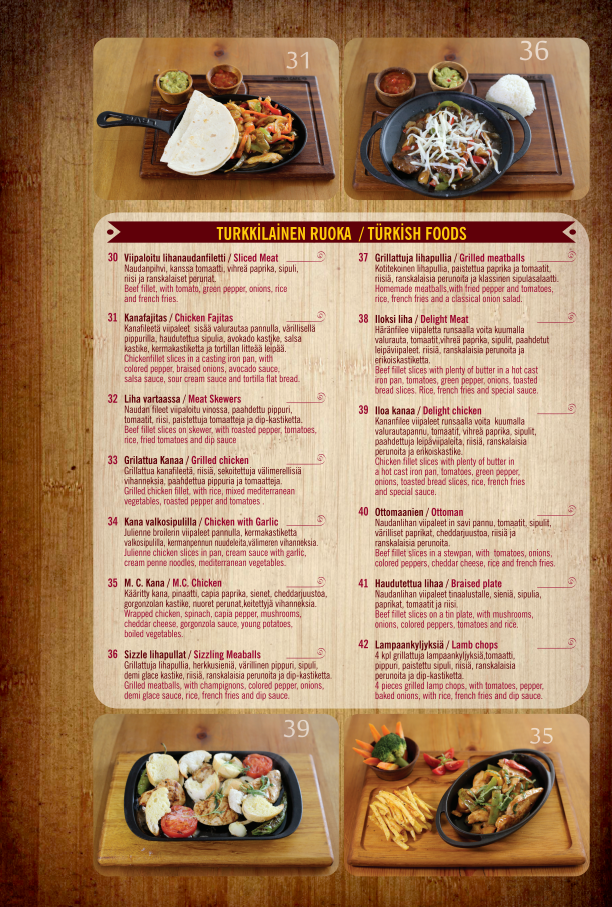 31
36
TURKKILAİNEN RUOKA / TÜRKİSH FOODS
30 Viipaloitu lihanaudanfiletti / Sliced Meat
Naudanpihvi, kanssa tomaatti, vihreä paprika, sipuli,
riisi ja ranskalaiset perunat.
Beef fillet, with tomato, green pepper, onions, rice
and french fries.
31 Kanafajitas / Chicken Fajitas
Kanafileetä viipaleet sisää valurautaa pannulla, värillisellä
pippurilla, haudutettua sipulia, avokado kastjke, salsa
kastike, kermakastiketta ja tortillan litteää leipää.
Chickenfillet slices in a casting iron pan, with
colored pepper, braised onions, avocado sauce,
salsa sauce, sour cream sauce and tortilla flat bread.
32 Liha vartaassa / Meat Skewers
Naudan fileet viipaloitu vinossa, paahdettu pippuri,
tomaatit, riisi, paistettuja tomaatteja ja dip-kastiketta.
Beef fillet slices on skewer, with roasted pepper, tomatoes,
rice, fried tomatoes and dip sauce
33 Grilattua Kanaa / Grilled chicken
Grillattua kanafileetä, riisiä, sekoitettuja välimerellisiä
vihanneksia, paahdettua pippuria ja tomaatteja.
Grilled chicken fillet, with rice, mixed mediterranean
vegetables, roasted pepper and tomatoes .
34 Kana valkosipulilla / Chicken with Garlic
Julienne broilerin viipaleet pannulla, kermakastiketta
valkosipulilla, kermanpennun nuudeleita,välimeren vihanneksia.
Julienne chicken slices in pan, cream sauce with garlic,
cream penne noodles, mediterranean vegetables.
35 M. C. Kana / M.C. Chicken
Kääritty kana, pinaatti, capia paprika, sienet, cheddarjuustoa,
gorgonzolan kastike, nuoret perunat,keitettyjä vihanneksia.
Wrapped chicken, spinach, capia pepper, mushrooms,
cheddar cheese, gorgonzola sauce, young potatoes,
boiled vegetables.
36 Sizzle lihapullat / Sizzling Meaballs
Grillattuja lihapullia, herkkusieniä, värillinen pippuri, sipuli,
demi glace kastike, riisiä, ranskalaisia perunoita ja dip-kastiketta.
Grilled meatballs, with champignons, colored pepper, onions,
demi glace sauce, rice, french fries and dip sauce.
37 Grillattuja lihapullia / Grilled meatballs
Kotitekoinen lihapullia, paistettua paprika ja tomaatit,
riisiä, ranskalaisia perunoita ja klassinen sipulasalaatti.
Homemade meatballs,with fried pepper and tomatoes,
rice, french fries and a classical onion salad.
38 Iloksi liha / Delight Meat
Häränfilee viipaletta runsaalla voita kuumalla
valurauta, tomaatit,vihreä paprika, sipulit, paahdetut
leipäviipaleet. riisiä, ranskalaisia perunoita ja
erikoiskastiketta.
Beef fillet slices with plenty of butter in a hot cast
iron pan, tomatoes, green pepper, onions, toasted
bread slices. Rice, french fries and special sauce.
39 Iloa kanaa / Delight chicken
Kananfilee viipaleet runsaalla voita kuumalla
valurautapannu, tomaatit, vihreä paprika, sipulit,
paahdettuja leipäviipaleita, riisiä, ranskalaisia
perunoita ja erikoiskastike.
Chicken fillet slices with plenty of butter in
a hot cast iron pan, tomatoes, green pepper,
onions, toasted bread slices, rice, french fries
and special sauce.
40 Ottomaanien / Ottoman
Naudanlihan viipaleet in savi pannu, tomaatit, sipulit,
värilliset paprikat, cheddarjuustoa, riisiä ja
ranskalaisia perunoita.
Beef fillet slices in a stewpan, with tomatoes, onions,
colored peppers, cheddar cheese, rice and french fries.
41 Haudutettua lihaa / Braised plate
Naudanlihan viipaleet tinaalustalle, sieniä, sipulia,
paprikat, tomaatit ja riisi.
Beef fillet slices on a tin plate, with mushrooms,
onions, colored peppers, tomatoes and rice.
42 Lampaankyljyksiä / Lamb chops
4 kpl grillattuja lampaankyljyksiä,tomaatti,
pippuri, paistettu sipuli, riisiä, ranskalaisia
perunoita ja dip-kastiketta.
4 pieces grilled lamp chops, with tomatoes, pepper,
baked onions, with rice, french fries and dip sauce.
39
35